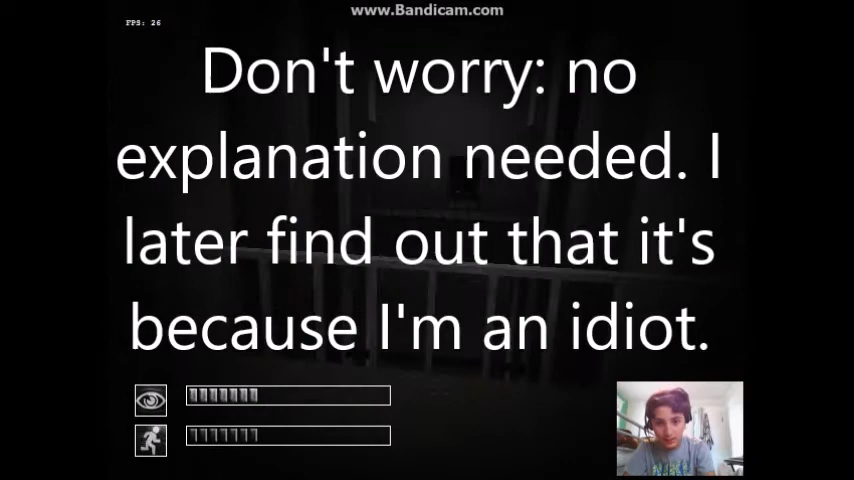 www.Bandicam.com
FPS: 26
Don't worry: no
explanation needed. I
later find out that it's
because I'm an idiot.